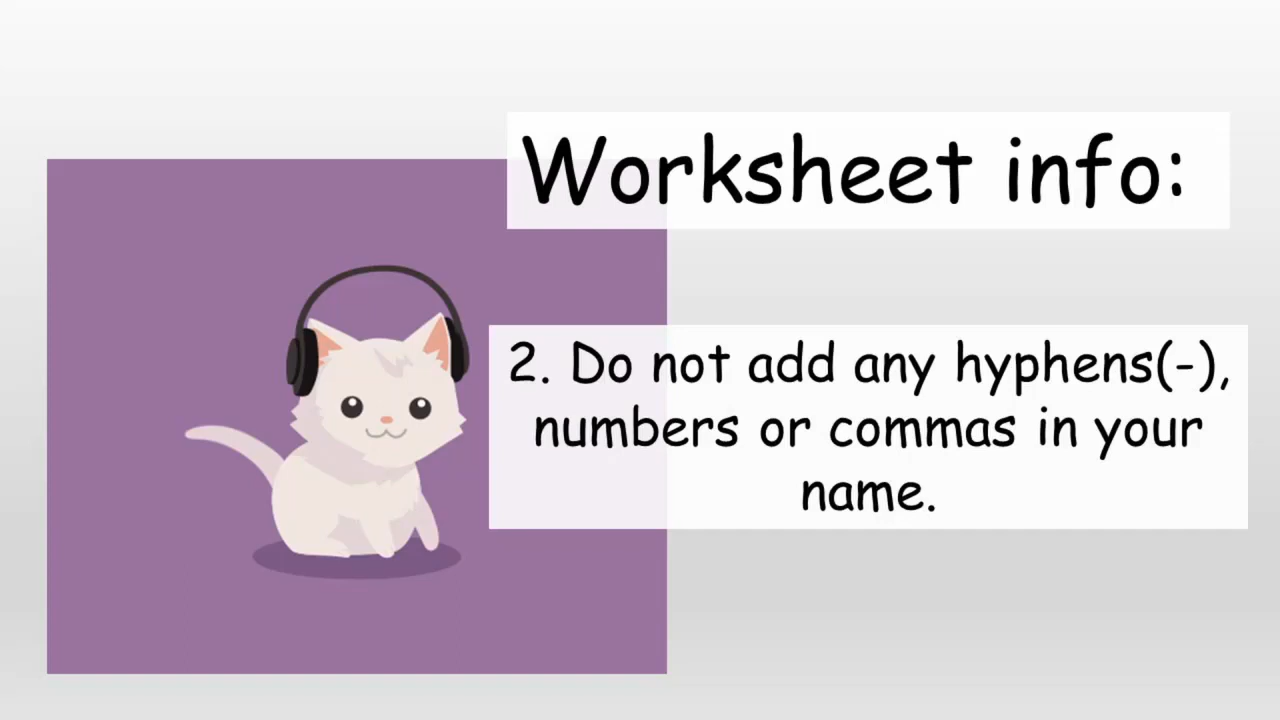 Worksheet info:
2. Do not add any hyphens(-),
numbers or commas in your
name.